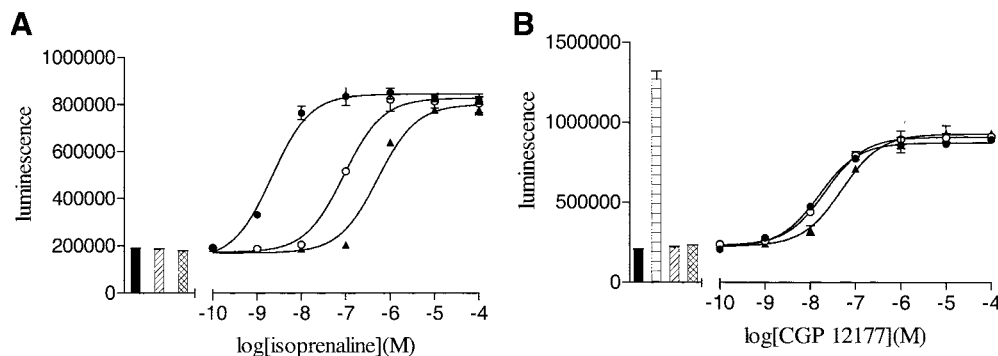 A
luminescence
1000000
800000
600000
400000
200000
0
-10 -9 -8 -7 -6 -5 -4
log[isoprenaline](M)
B
luminescence
1500000
1000000
500000
0
-10 -9 -8 -7 -6 -5 -4
log[CGP 12177](M)